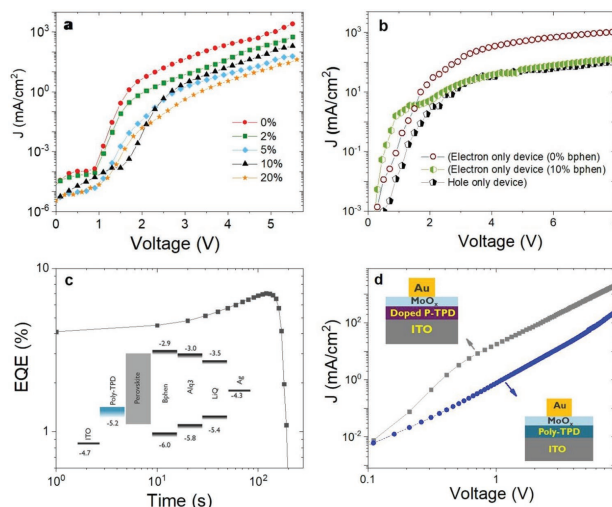 a
J (mA/cm²)
10³
10⁰
10⁻³
10⁻⁶
0%
2%
5%
10%
20%
0 1 2 3 4 5
Voltage (V)
b
J (mA/cm²)
10³
10¹
10⁻¹
10⁻³
(Electron only device (0% bphen)
(Electron only device (10% bphen)
Hole only device)
0 2 4 6 8
Voltage (V)
c
EQE (%)
10
1
ITO
-4.7
Poly-TPD
-5.2
Perovskite
-2.9
Bphen
-6.0
-3.0
Alq3
-5.8
-3.5
LiQ
-5.4
Ag
-4.3
10⁰ 10¹ 10²
Time (s)
d
J (mA/cm²)
10⁴
10²
10⁰
10⁻²
Au
MoOₓ
Doped P-TPD
ITO
Au
MoOₓ
Poly-TPD
ITO
0.1 1
Voltage (V)